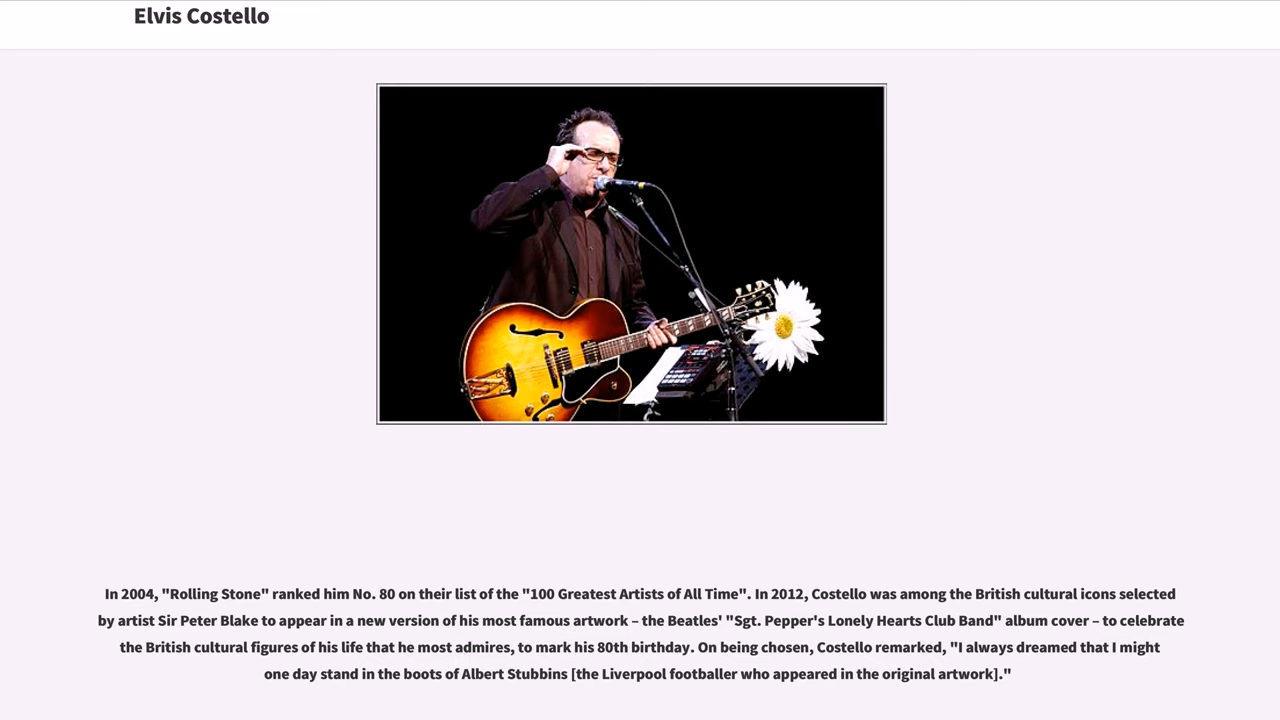 Elvis Costello
In 2004, "Rolling Stone" ranked him No. 80 on their list of the "100 Greatest Artists of All Time". In 2012, Costello was among the British cultural icons selected
by artist Sir Peter Blake to appear in a new version of his most famous artwork – the Beatles' "Sgt. Pepper's Lonely Hearts Club Band" album cover – to celebrate
the British cultural figures of his life that he most admires, to mark his 80th birthday. On being chosen, Costello remarked, "I always dreamed that I might
one day stand in the boots of Albert Stubbins [the Liverpool footballer who appeared in the original artwork]."